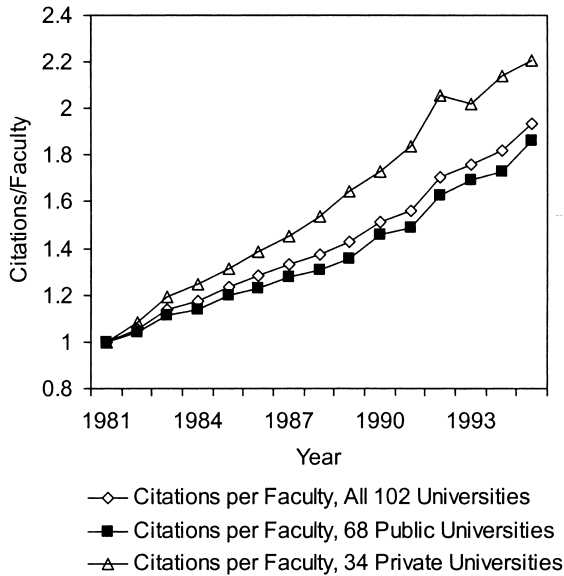 2.4
2.2
2
1.8
1.6
1.4
1.2
1
0.8
Citations/Faculty
1981 1984 1987 1990 1993
Year
Citations per Faculty, All 102 Universities
Citations per Faculty, 68 Public Universities
Citations per Faculty, 34 Private Universities